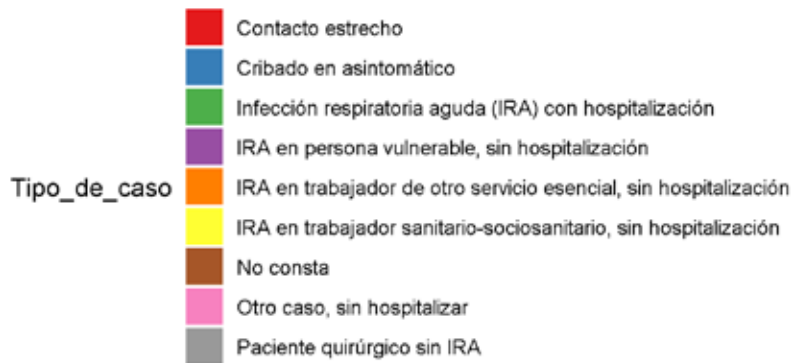 Contacto estrecho
Cribado en asintomático
Infección respiratoria aguda (IRA) con hospitalización
IRA en persona vulnerable, sin hospitalización
Tipo_de_caso
IRA en trabajador de otro servicio esencial, sin hospitalización
IRA en trabajador sanitario-sociosanitario, sin hospitalización
No consta
Otro caso, sin hospitalizar
Paciente quirúrgico sin IRA